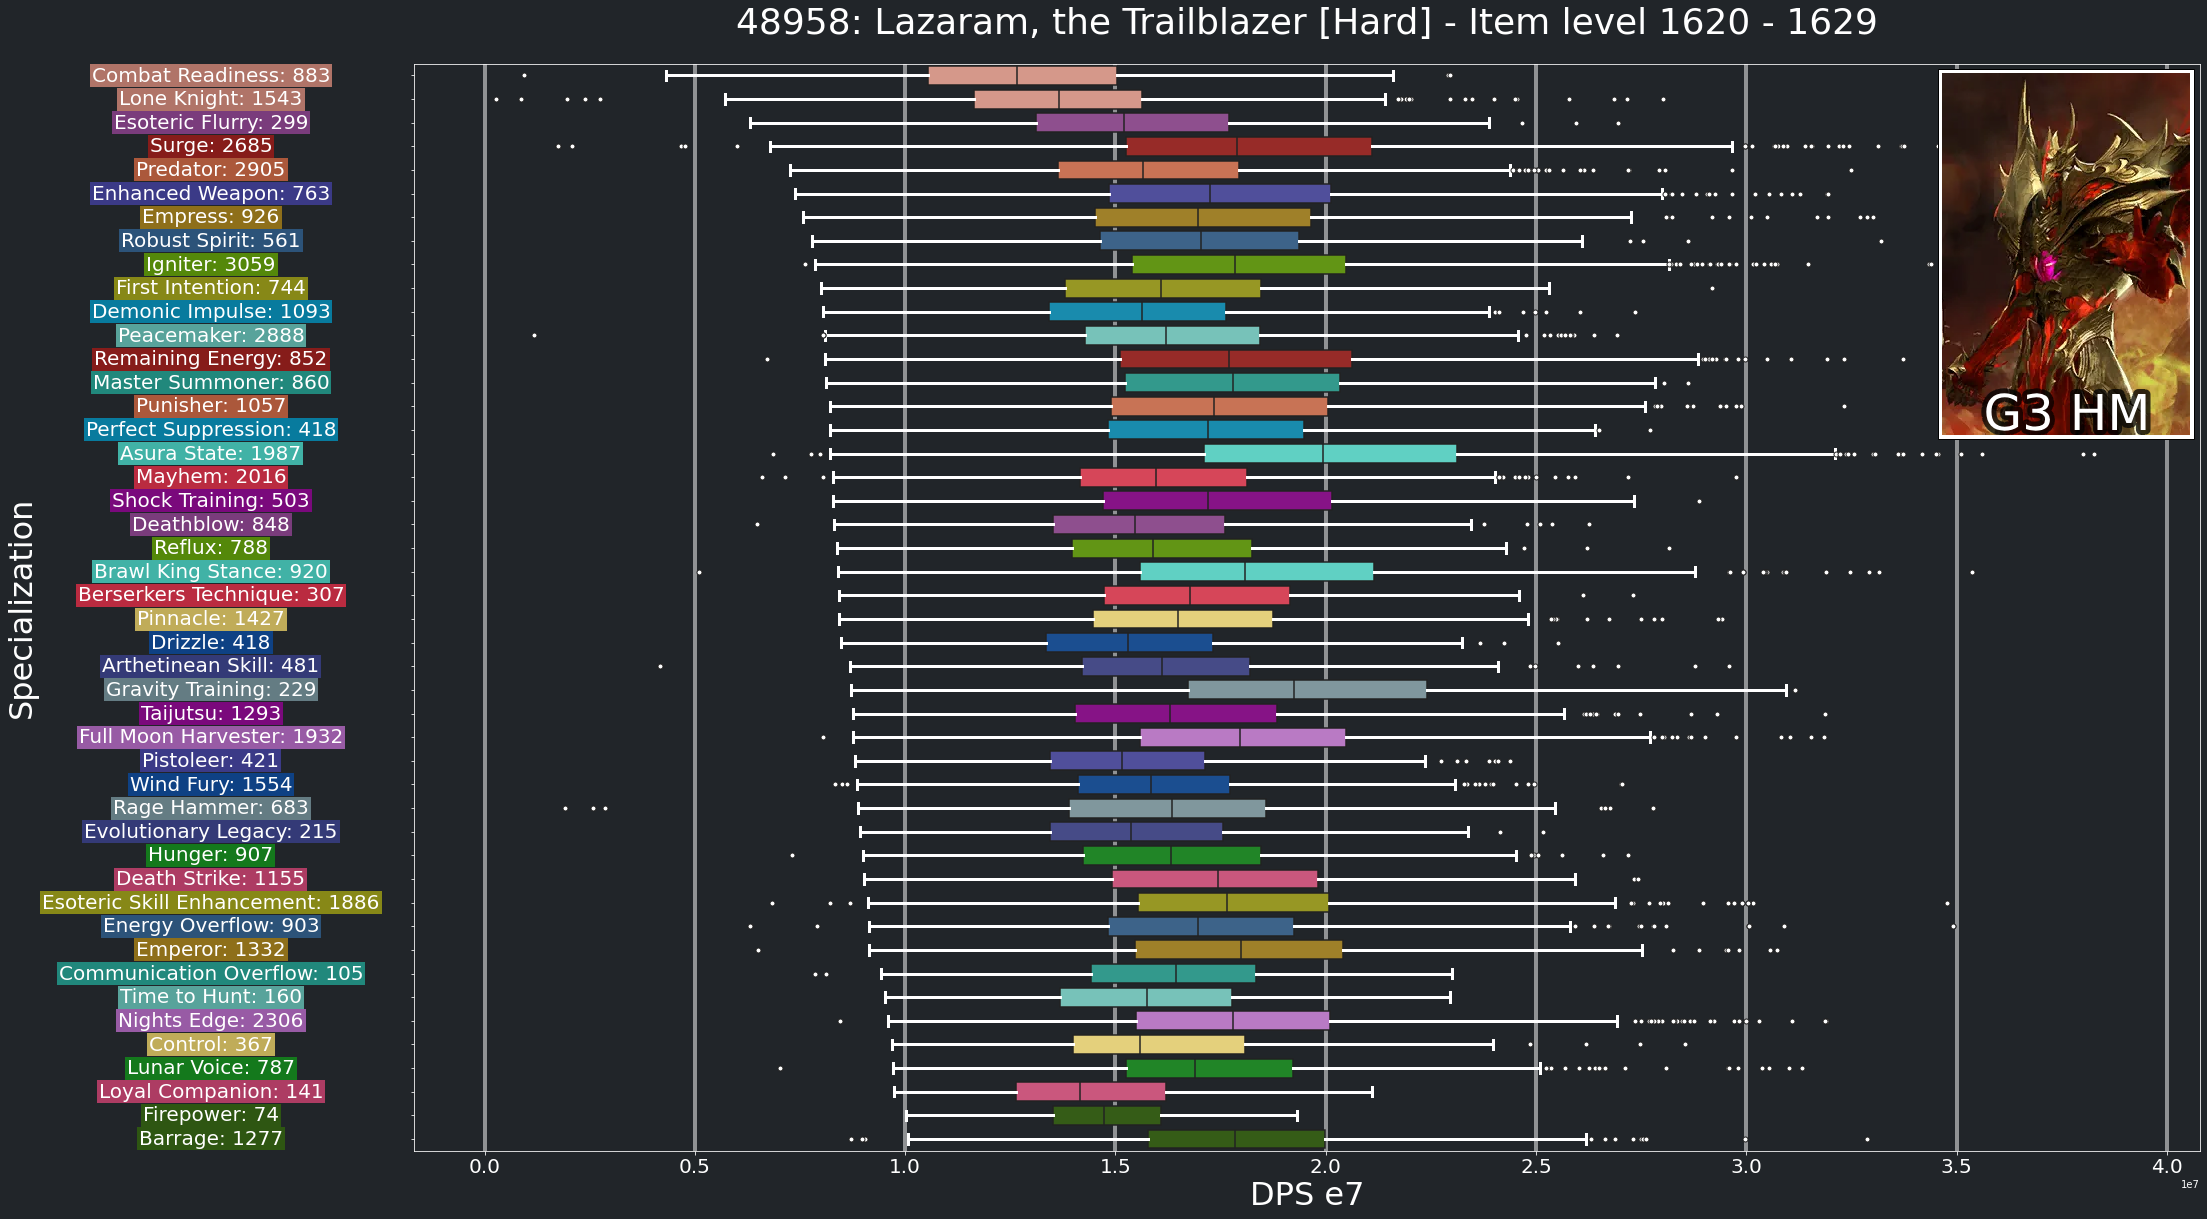 48958: Lazaram, the Trailblazer [Hard] - Item level 1620 - 1629
Specialization
Combat Readiness: 883
Lone Knight: 1543
Esoteric Flurry: 299
Surge: 2685
Predator: 2905
Enhanced Weapon: 763
Empress: 926
Robust Spirit: 561
Igniter: 3059
First Intention: 744
Demonic Impulse: 1093
Peacemaker: 2888
Remaining Energy: 852
Master Summoner: 860
Punisher: 1057
Perfect Suppression: 418
Asura State: 1987
Mayhem: 2016
Shock Training: 503
Deathblow: 848
Reflux: 788
Brawl King Stance: 920
Berserkers Technique: 307
Pinnacle: 1427
Drizzle: 418
Arthetinean Skill: 481
Gravity Training: 229
Taijutsu: 1293
Full Moon Harvester: 1932
Pistoleer: 421
Wind Fury: 1554
Rage Hammer: 683
Evolutionary Legacy: 215
Hunger: 907
Death Strike: 1155
Esoteric Skill Enhancement: 1886
Energy Overflow: 903
Emperor: 1332
Communication Overflow: 105
Time to Hunt: 160
Nights Edge: 2306
Control: 367
Lunar Voice: 787
Loyal Companion: 141
Firepower: 74
Barrage: 1277
G3 HM
0.0 0.5 1.0 1.5 2.0 2.5 3.0 3.5 4.0
1e7
DPS e7